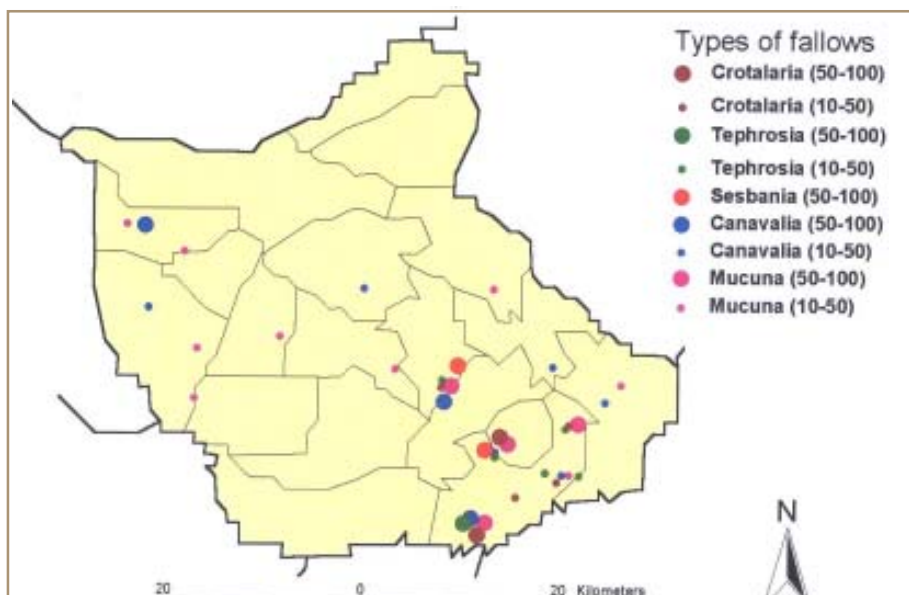 Types of fallows
Crotalaria (50-100)
Crotalaria (10-50)
Tephrosia (50-100)
Tephrosia (10-50)
Sesbania (50-100)
Canavalia (50-100)
Canavalia (10-50)
Mucuna (50-100)
Mucuna (10-50)
N
20 0 20 Kilometers